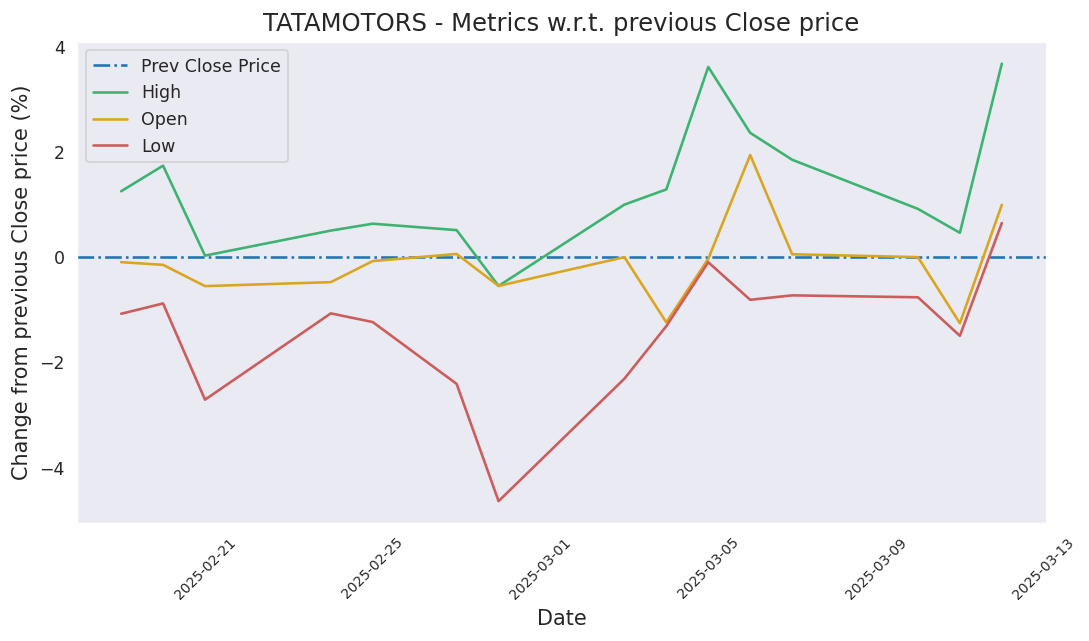 TATAMOTORS - Metrics w.r.t. previous Close price
Change from previous Close price (%)
4
2
0
−2
−4
Prev Close Price
High
Open
Low
2025-02-21
2025-02-25
2025-03-01
2025-03-05
2025-03-09
2025-03-13
Date